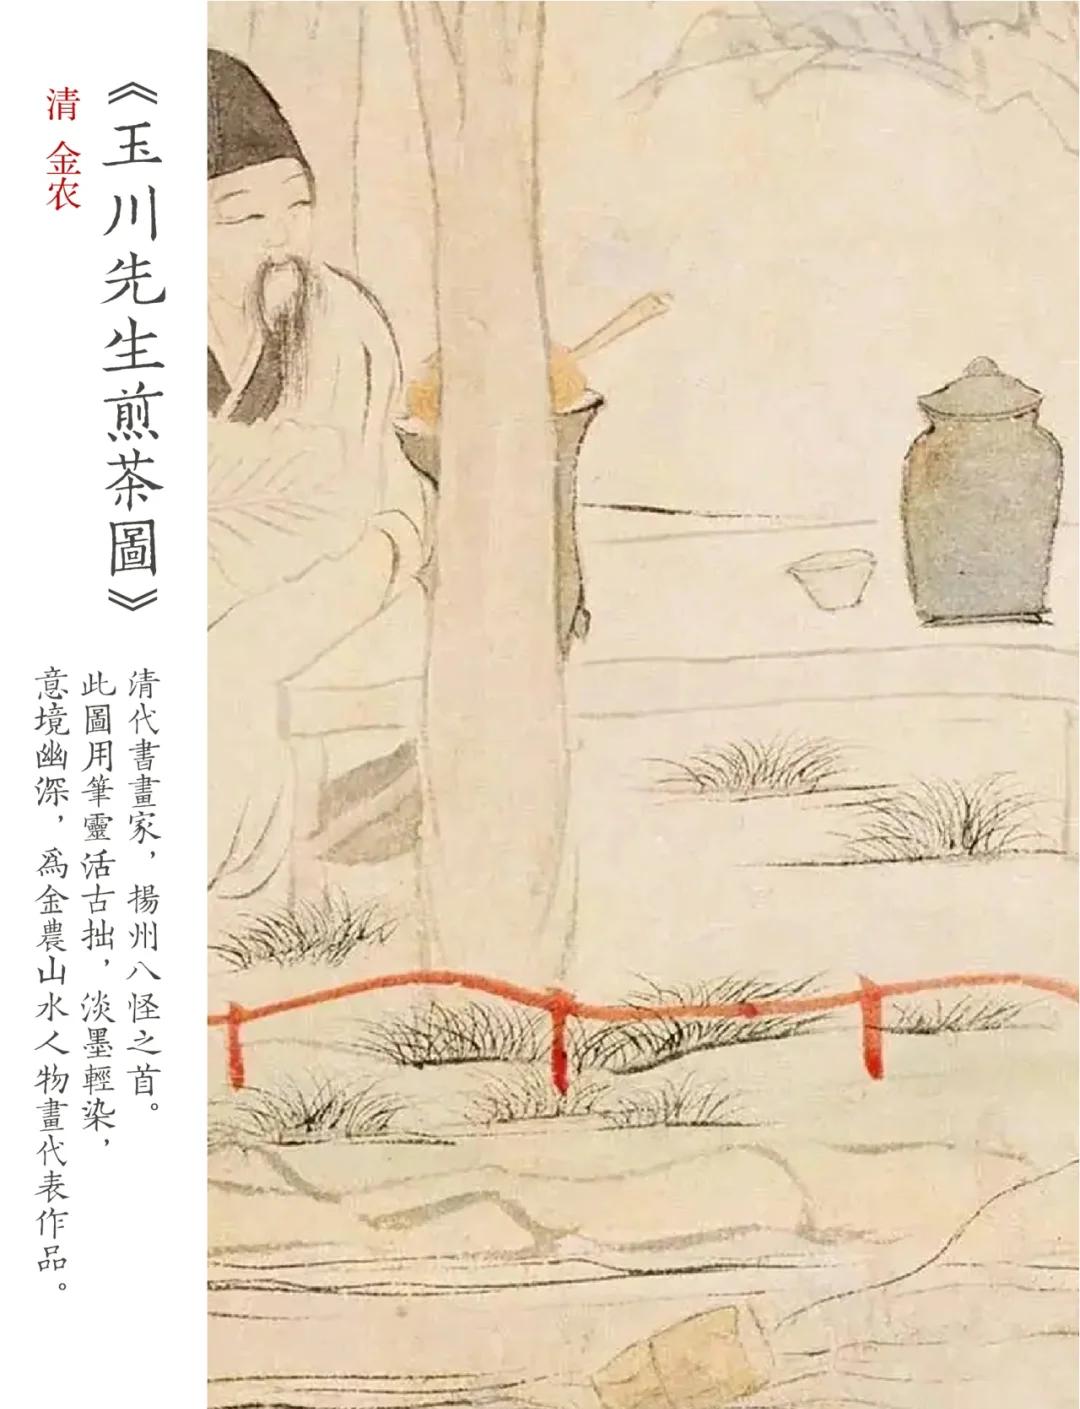 《玉川先生煎茶圖》
清 金农
清代書畫家，揚州八怪之首。
此圖用筆靈活古拙，淡墨輕染，
意境幽深，為金農山水人物畫代表作品。